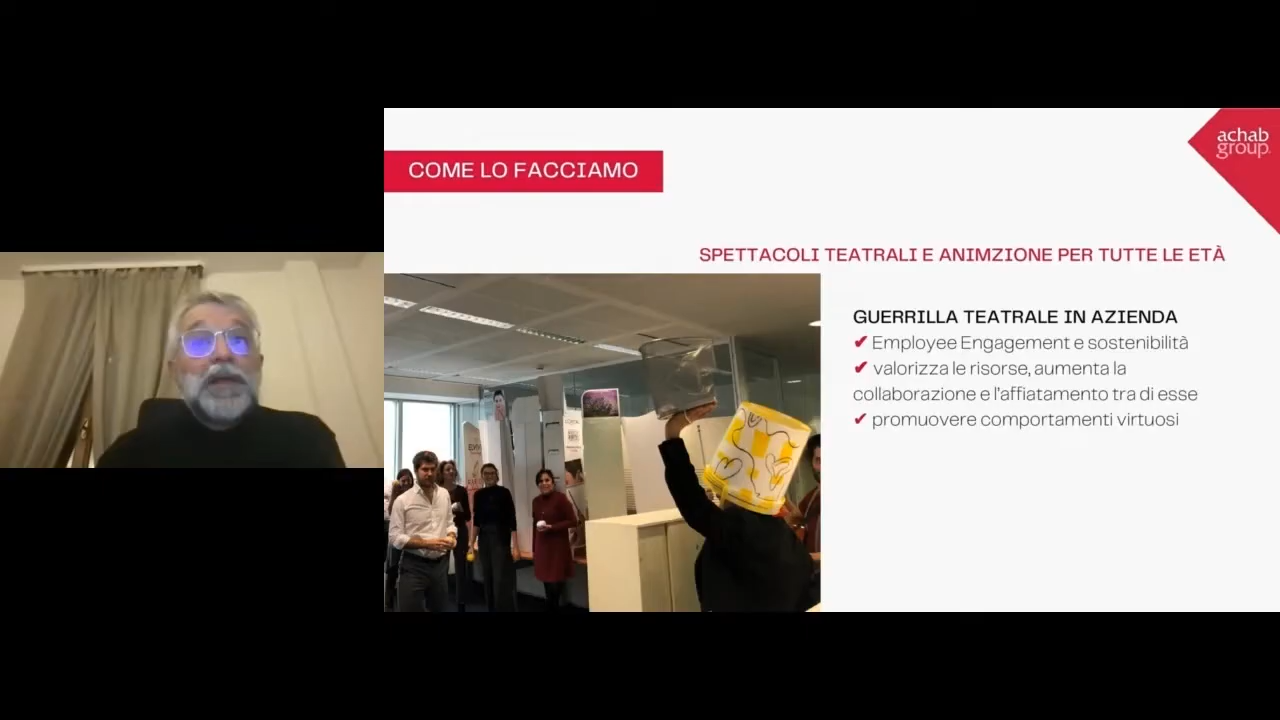 achab
group.
COME LO FACCIAMO
SPETTACOLI TEATRALI E ANIMZIONE PER TUTTE LE ETÀ
GUERRILLA TEATRALE IN AZIENDA
✔ Employee Engagement e sostenibilità
✔ valorizza le risorse, aumenta la
collaborazione e l'affiatamento tra di esse
✔ promuovere comportamenti virtuosi